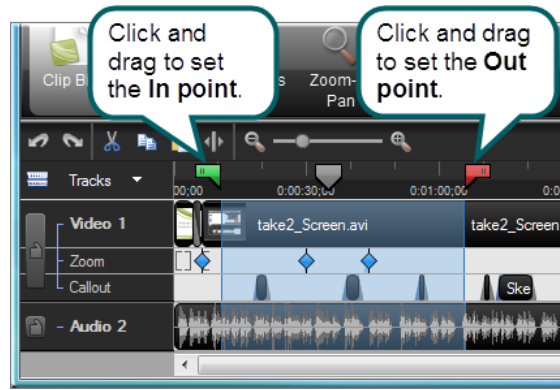 Click and
drag to set
the In point.
Click and drag
to set the Out
point.
Clip Bi
s
Zoom-
Pan
Tracks
00;00
0:00:30;00
0:01:00;00
0:0
Video 1
take2_Screen.avi
take2_Screen
Zoom
Callout
Ske
Audio 2